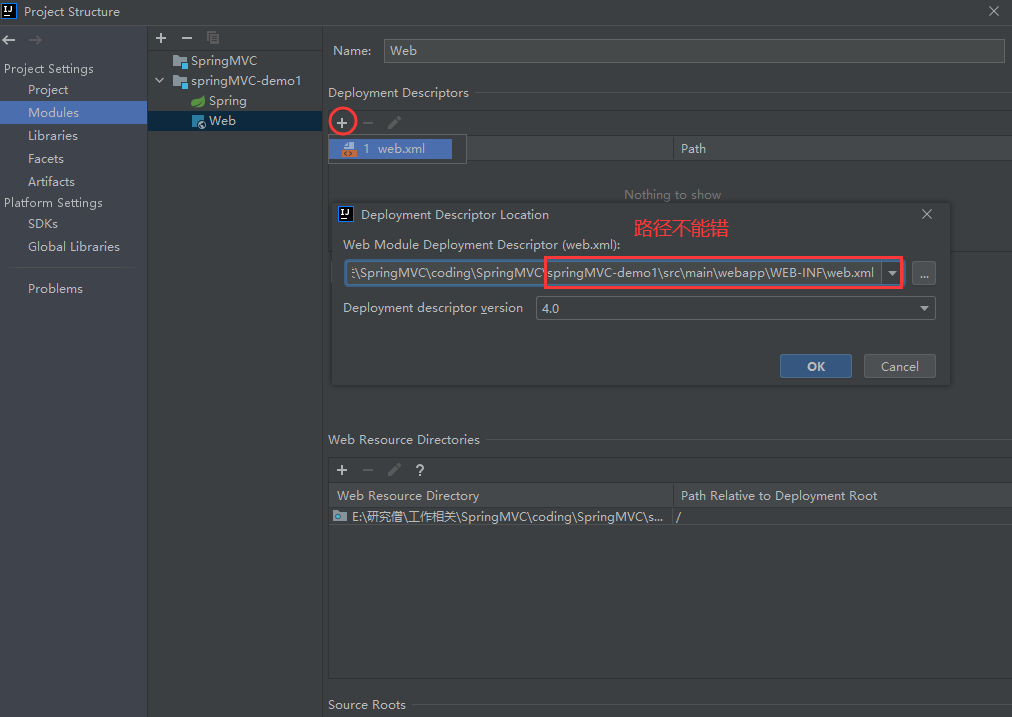 Project Structure
Project Settings
Project
Modules
Libraries
Facets
Artifacts
Platform Settings
SDKs
Global Libraries
Problems
SpringMVC
springMVC-demo1
Spring
Web
Name: Web
Deployment Descriptors
1 web.xml
Path
Nothing to show
Deployment Descriptor Location
路径不能错
Web Module Deployment Descriptor (web.xml):
:\SpringMVC\coding\SpringMVC\springMVC-demo1\src\main\webapp\WEB-INF\web.xml
...
Deployment descriptor version 4.0
OK Cancel
Web Resource Directories
?
Web Resource Directory Path Relative to Deployment Root
E:\研究僧\工作相关\SpringMVC\coding\SpringMVC\s... /
Source Roots